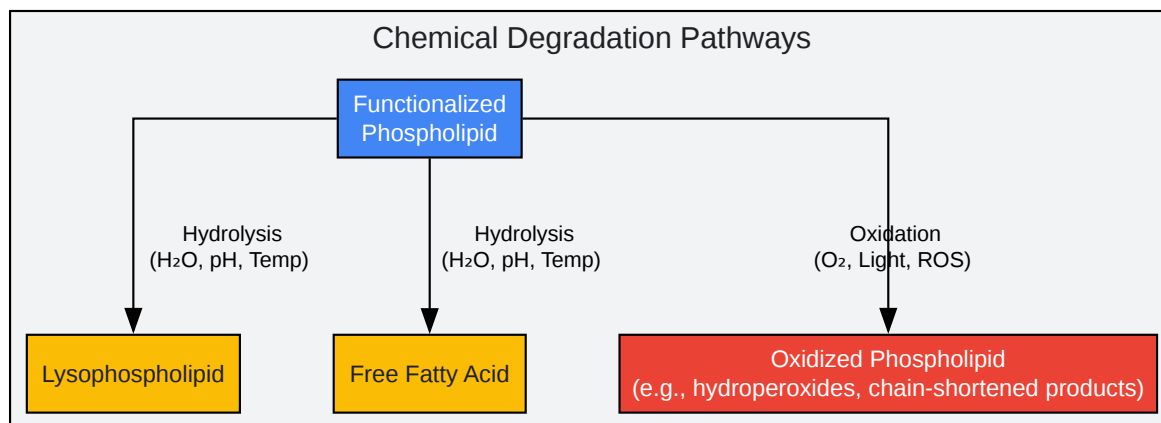 Chemical Degradation Pathways
Functionalized
Phospholipid
Hydrolysis
(H₂O, pH, Temp)
Hydrolysis
(H₂O, pH, Temp)
Oxidation
(O₂, Light, ROS)
Lysophospholipid
Free Fatty Acid
Oxidized Phospholipid
(e.g., hydroperoxides, chain-shortened products)